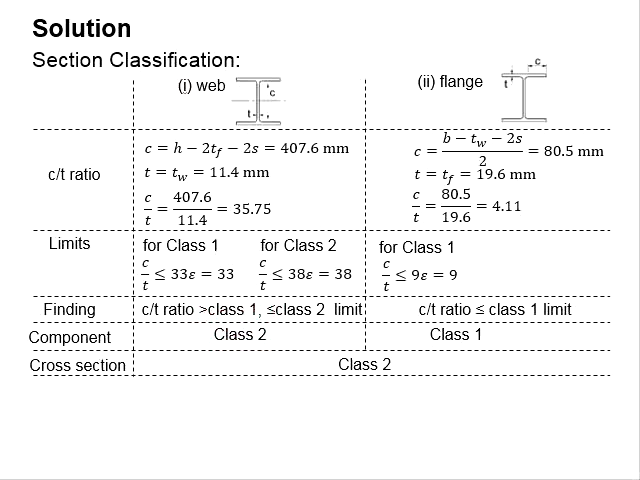 Solution
Section Classification:
(i) web
c
t
(ii) flange
c
t
c/t ratio
c = h − 2t_f − 2s = 407.6 mm
t = t_w = 11.4 mm
c/t = 407.6/11.4 = 35.75
c = (b − t_w − 2s)/2 = 80.5 mm
t = t_f = 19.6 mm
c/t = 80.5/19.6 = 4.11
Limits
for Class 1
c/t ≤ 33ε = 33
for Class 2
c/t ≤ 38ε = 38
for Class 1
c/t ≤ 9ε = 9
Finding
c/t ratio >class 1, ≤class 2 limit
c/t ratio ≤ class 1 limit
Component
Class 2
Class 1
Cross section
Class 2